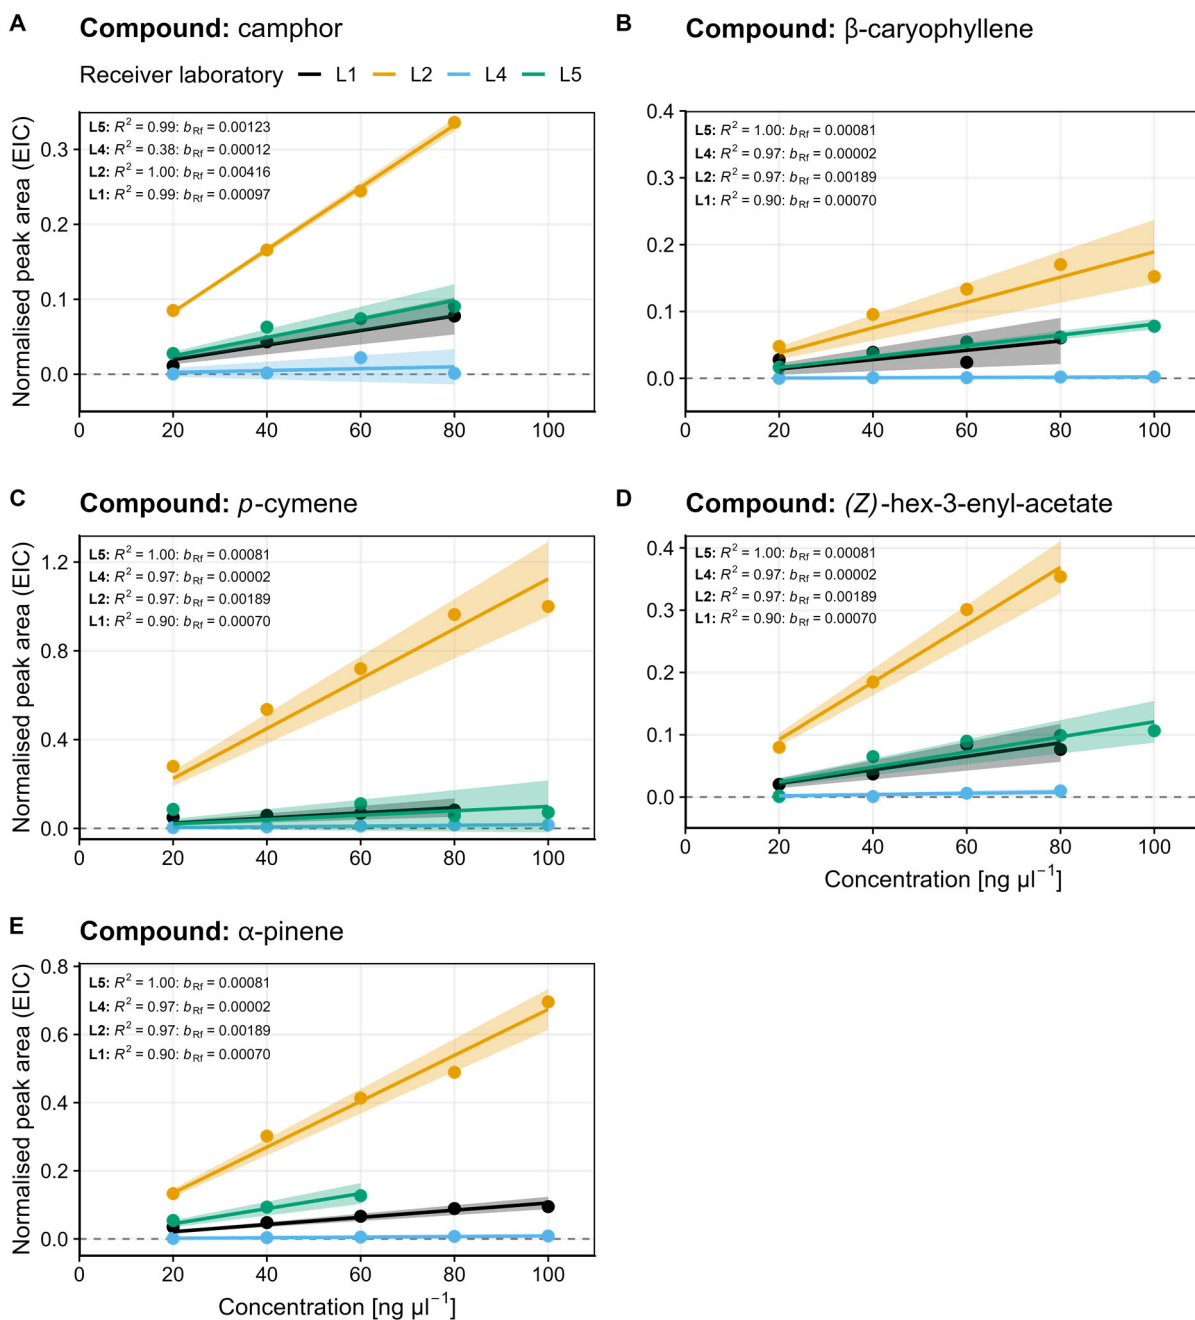 A Compound: camphor
Receiver laboratory L1 L2 L4 L5
Normalised peak area (EIC)
L5: R² = 0.99: bRf = 0.00123
L4: R² = 0.38: bRf = 0.00012
L2: R² = 1.00: bRf = 0.00416
L1: R² = 0.99: bRf = 0.00097
0.3
0.2
0.1
0.0
0 20 40 60 80 100
B Compound: β-caryophyllene
L5: R² = 1.00: bRf = 0.00081
L4: R² = 0.97: bRf = 0.00002
L2: R² = 0.97: bRf = 0.00189
L1: R² = 0.90: bRf = 0.00070
0.4
0.3
0.2
0.1
0.0
0 20 40 60 80 100
C Compound: p-cymene
Normalised peak area (EIC)
L5: R² = 1.00: bRf = 0.00081
L4: R² = 0.97: bRf = 0.00002
L2: R² = 0.97: bRf = 0.00189
L1: R² = 0.90: bRf = 0.00070
1.2
0.8
0.4
0.0
0 20 40 60 80 100
D Compound: (Z)-hex-3-enyl-acetate
L5: R² = 1.00: bRf = 0.00081
L4: R² = 0.97: bRf = 0.00002
L2: R² = 0.97: bRf = 0.00189
L1: R² = 0.90: bRf = 0.00070
0.4
0.3
0.2
0.1
0.0
0 20 40 60 80 100
Concentration [ng µl⁻¹]
E Compound: α-pinene
Normalised peak area (EIC)
L5: R² = 1.00: bRf = 0.00081
L4: R² = 0.97: bRf = 0.00002
L2: R² = 0.97: bRf = 0.00189
L1: R² = 0.90: bRf = 0.00070
0.8
0.6
0.4
0.2
0.0
0 20 40 60 80 100
Concentration [ng µl⁻¹]